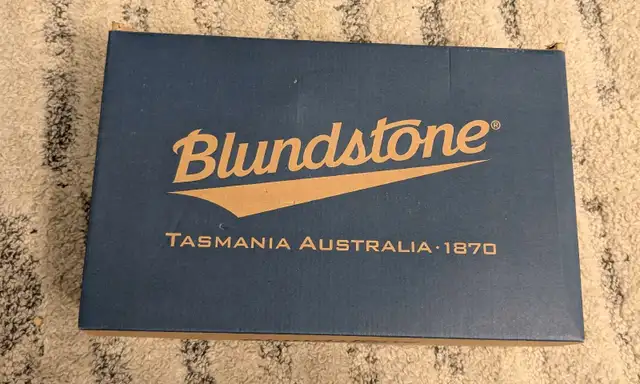 Blundstone®
TASMANIA AUSTRALIA · 1870